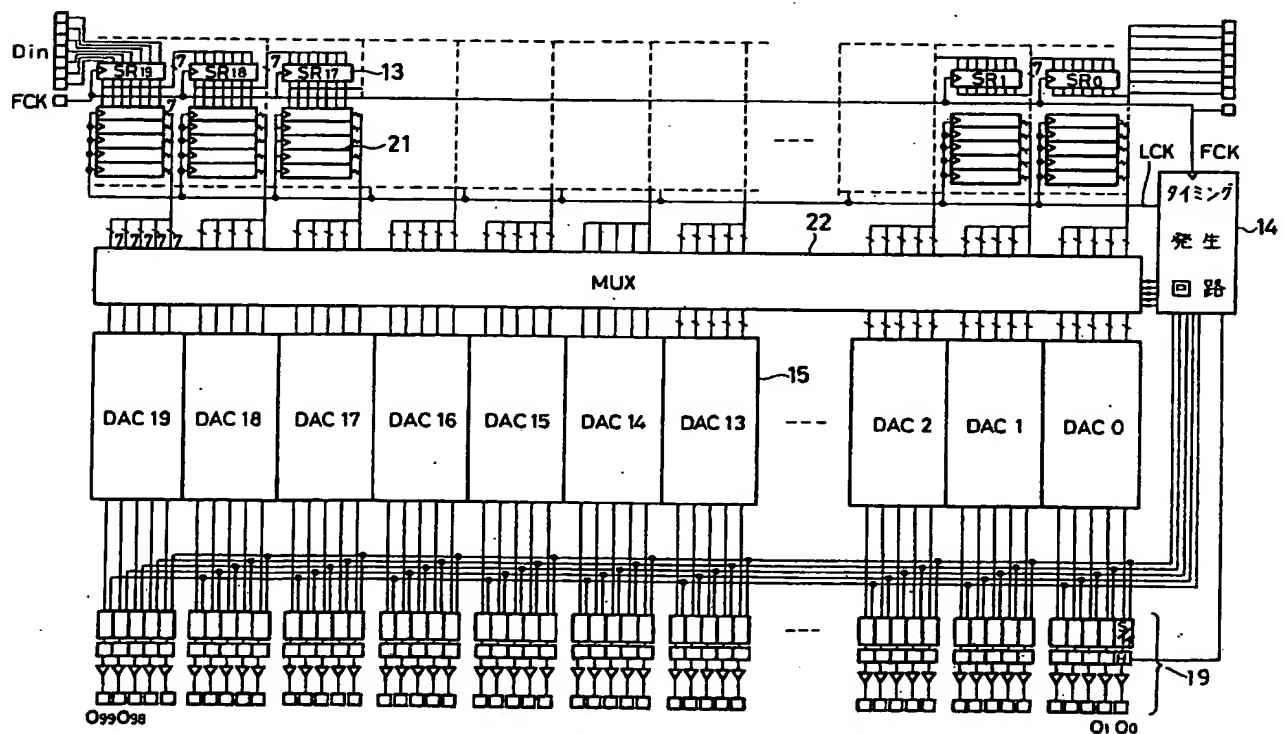 Din
SR19
7
SR18
7
SR17
13
SR1
SR0
FCK
21
LCK
FCK
タイミング
発生
回路
14
7 7 7 7 7
22
MUX
15
DAC 19
DAC 18
DAC 17
DAC 16
DAC 15
DAC 14
DAC 13
DAC 2
DAC 1
DAC 0
S
H
19
O99 O98
O1 O0